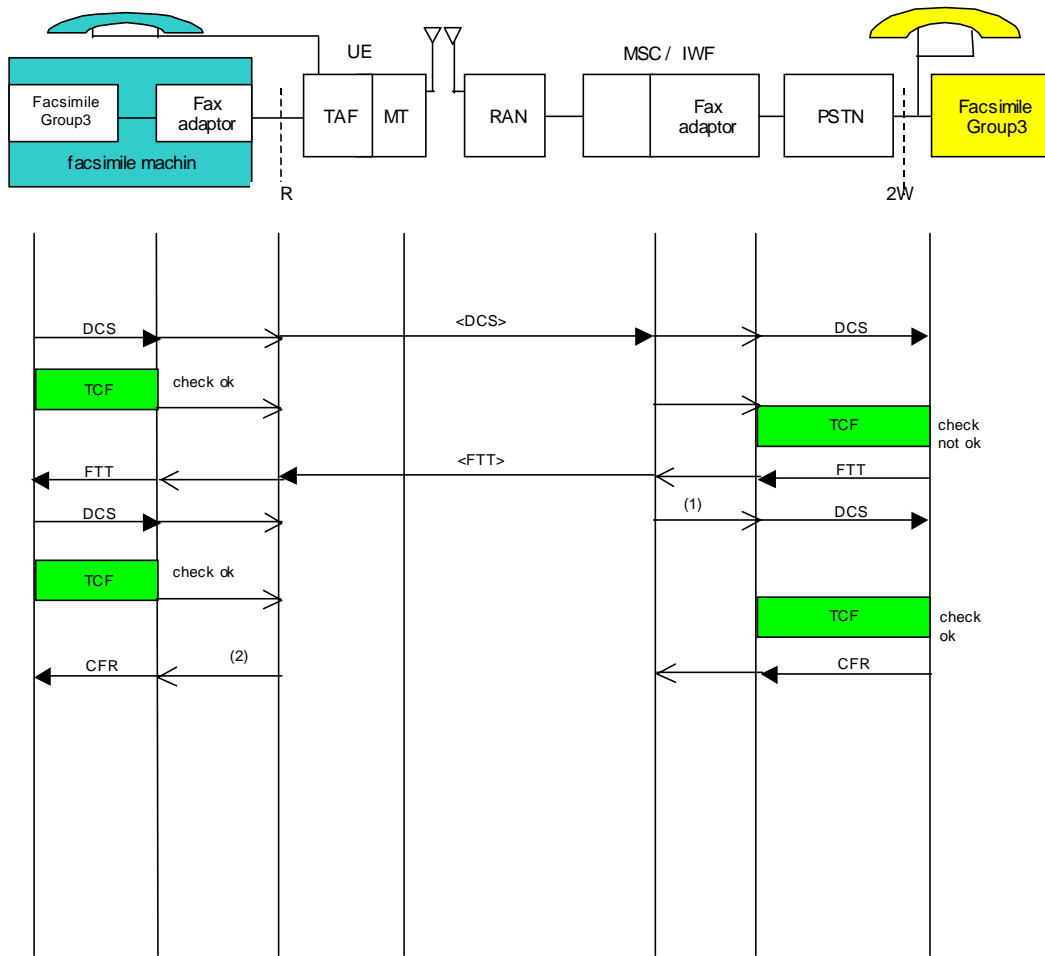 UE
MSC / IWF
Facsimile
Group3
Fax
adaptor
TAF
MT
RAN
Fax
adaptor
PSTN
Facsimile
Group3
facsimile machin
R
2W
DCS
<DCS>
DCS
TCF
check ok
TCF
check
not ok
FTT
<FTT>
FTT
DCS
(1)
DCS
TCF
check ok
TCF
check
ok
CFR
(2)
CFR